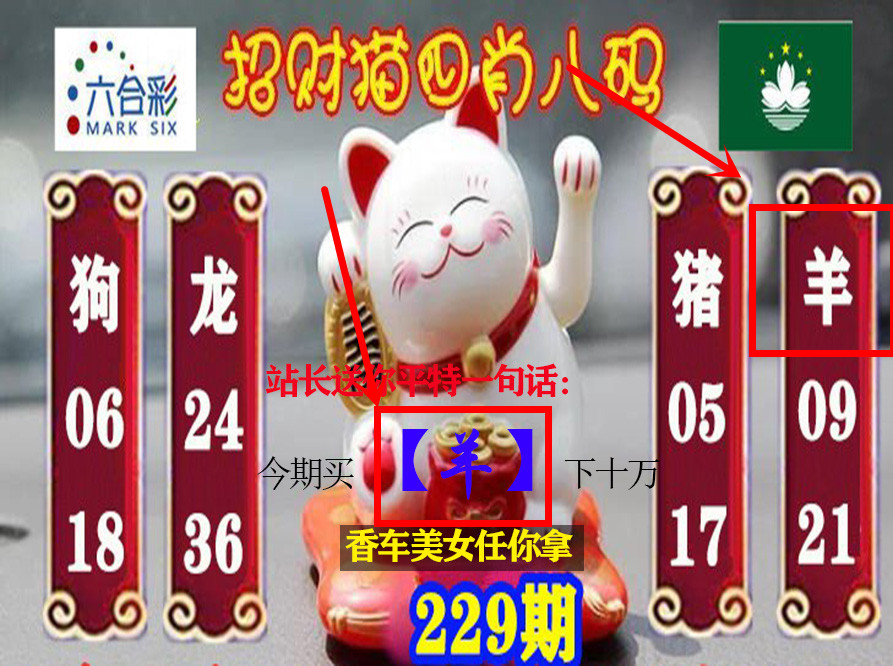 六合彩
MARK SIX
招财猫四肖八码
狗
06
18
龙
24
36
猪
05
17
羊
09
21
站长送你平特一句话:
今期买【羊】下十万
香车美女任你拿
229期